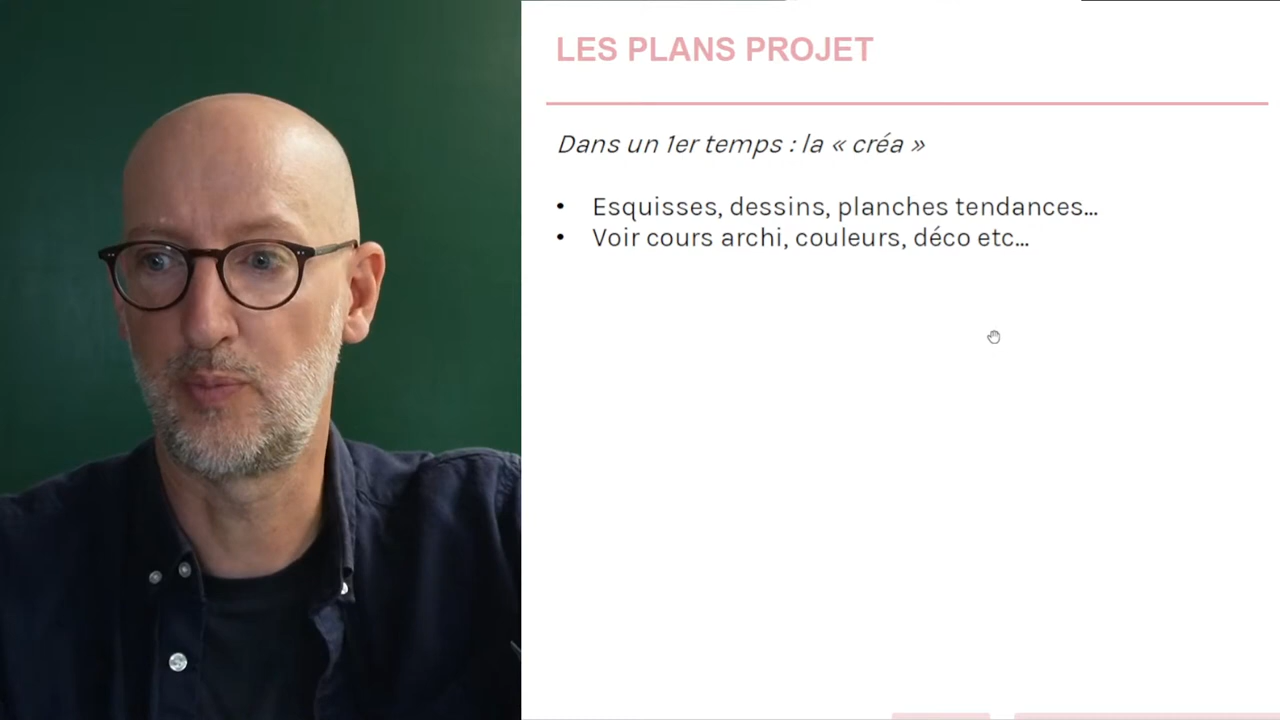 LES PLANS PROJET
Dans un 1er temps : la « créa »
• Esquisses, dessins, planches tendances...
• Voir cours archi, couleurs, déco etc...